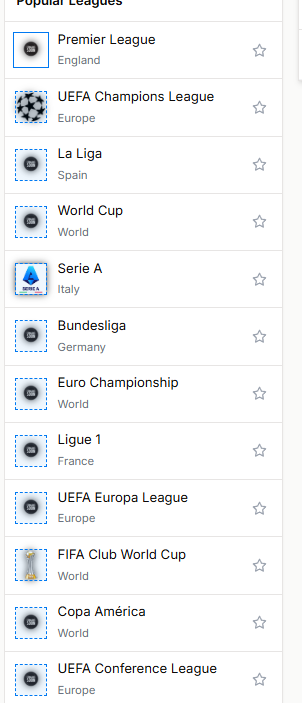 Popular Leagues
Premier League
England
UEFA Champions League
Europe
La Liga
Spain
World Cup
World
SERIE A
Serie A
Italy
Bundesliga
Germany
Euro Championship
World
Ligue 1
France
UEFA Europa League
Europe
FIFA Club World Cup
World
Copa América
World
UEFA Conference League
Europe